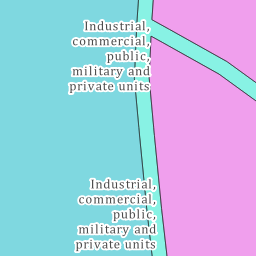 Industrial,
commercial,
public,
military and
private units
Industrial,
commercial,
public,
military and
private units